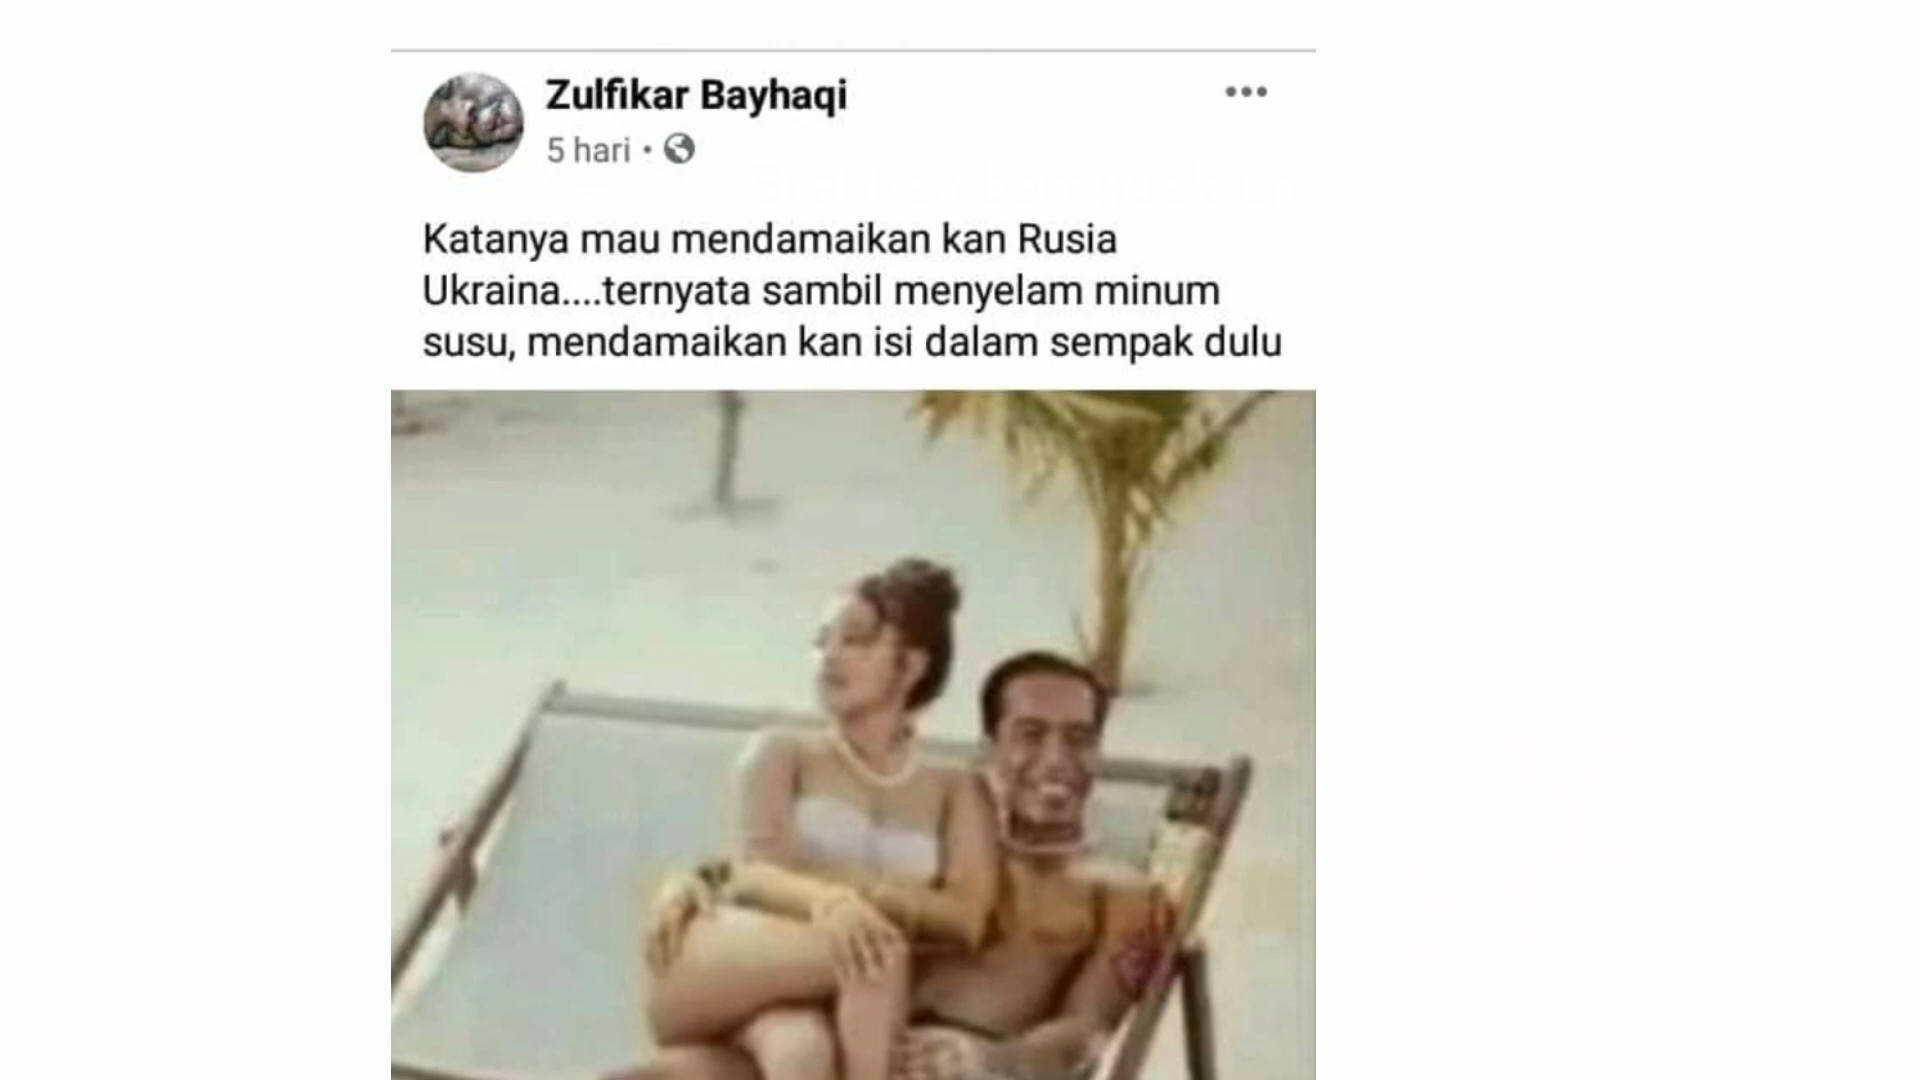 Zulfikar Bayhaqi
5 hari
Katanya mau mendamaikan kan Rusia
Ukraina....ternyata sambil menyelam minum
susu, mendamaikan kan isi dalam sempak dulu